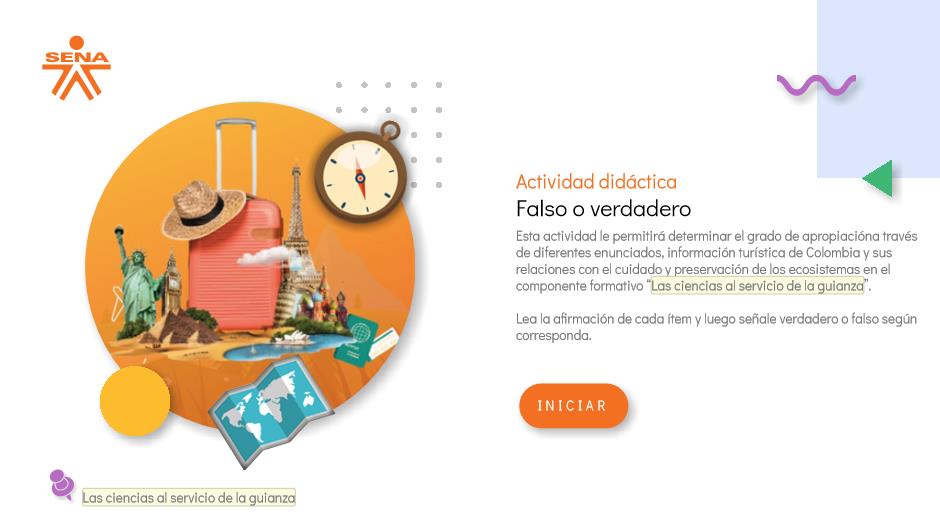 SENA
Actividad didáctica
Falso o verdadero
Esta actividad le permitirá determinar el grado de apropiacióna través
de diferentes enunciados, información turística de Colombia y sus
relaciones con el cuidado y preservación de los ecosistemas en el
componente formativo “Las ciencias al servicio de la guianza”.
Lea la afirmación de cada ítem y luego señale verdadero o falso según
corresponda.
INICIAR
Las ciencias al servicio de la guianza